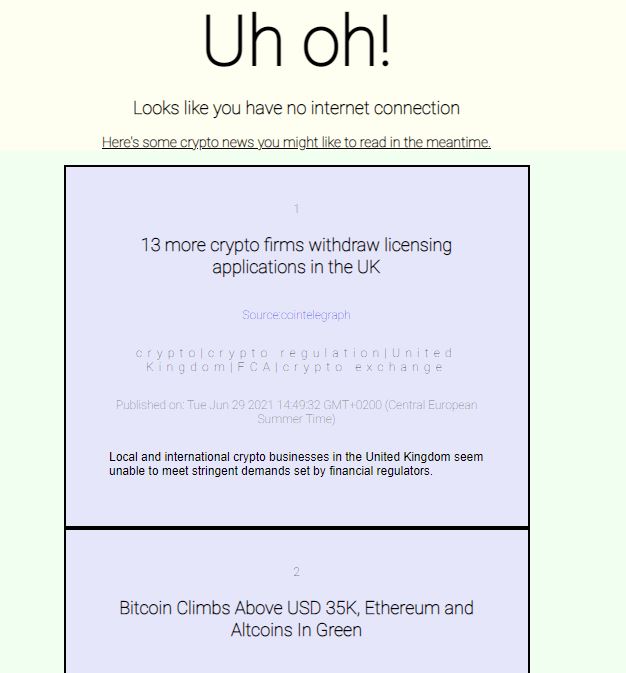 Uh oh!
Looks like you have no internet connection
Here's some crypto news you might like to read in the meantime.
1
13 more crypto firms withdraw licensing
applications in the UK
Source:cointelegraph
crypto|crypto regulation|United
Kingdom|FCA|crypto exchange
Published on: Tue Jun 29 2021 14:49:32 GMT+0200 (Central European
Summer Time)
Local and international crypto businesses in the United Kingdom seem
unable to meet stringent demands set by financial regulators.
2
Bitcoin Climbs Above USD 35K, Ethereum and
Altcoins In Green